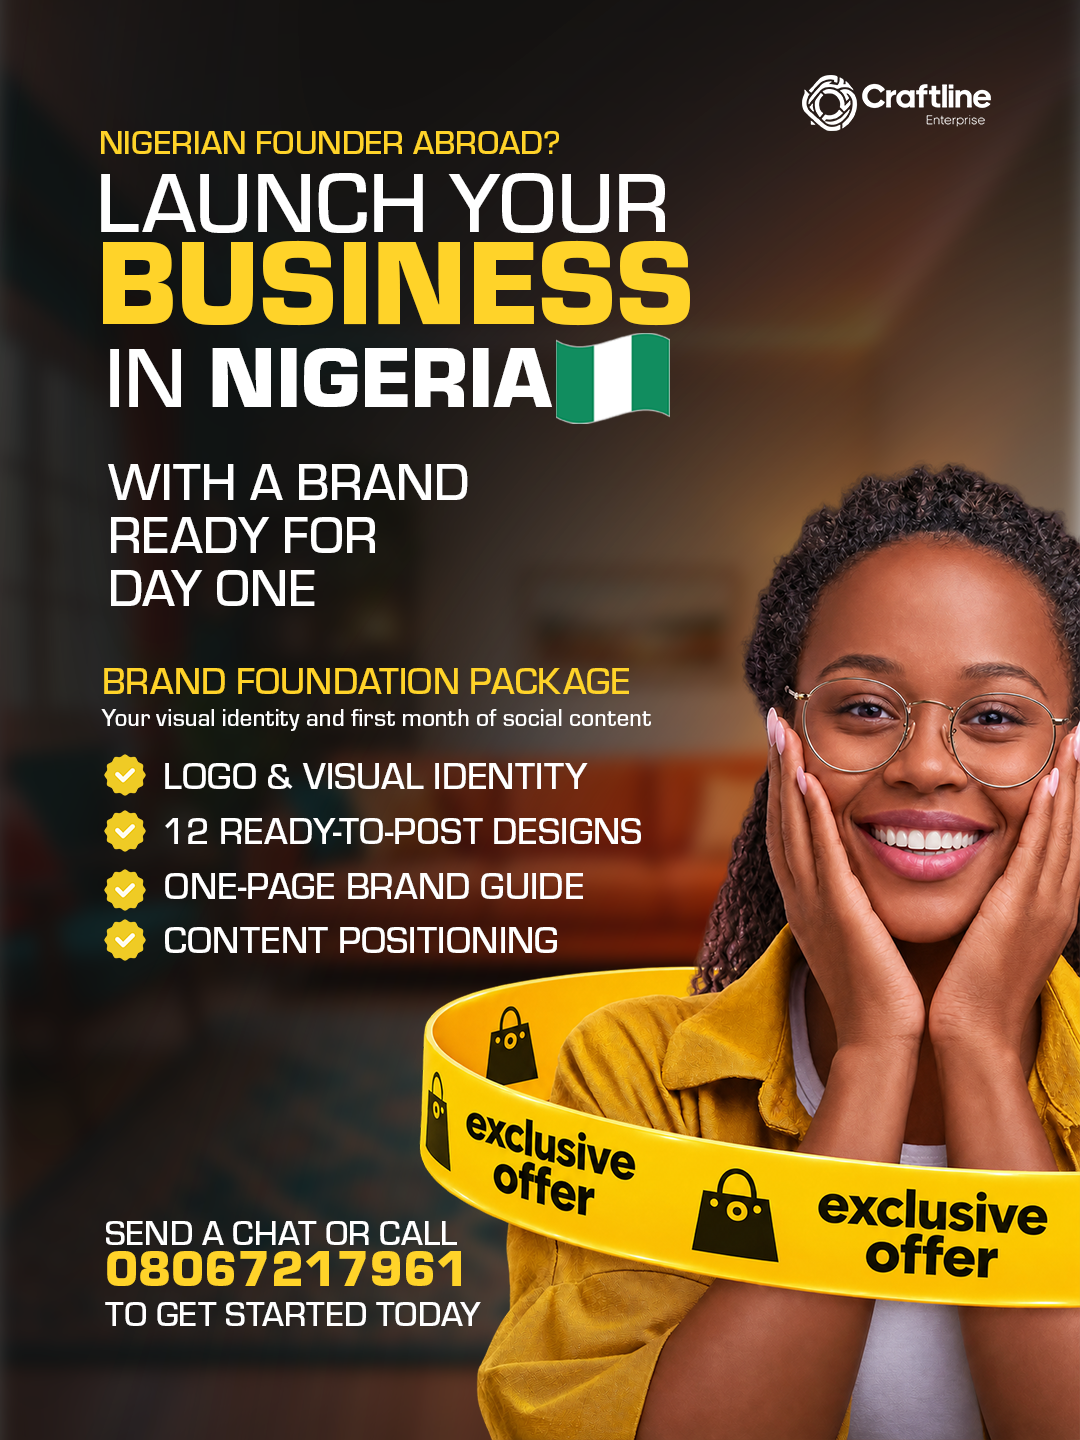 Craftline
Enterprise
NIGERIAN FOUNDER ABROAD?
LAUNCH YOUR
BUSINESS
IN NIGERIA
WITH A BRAND
READY FOR
DAY ONE
BRAND FOUNDATION PACKAGE
Your visual identity and first month of social content
LOGO & VISUAL IDENTITY
12 READY-TO-POST DESIGNS
ONE-PAGE BRAND GUIDE
CONTENT POSITIONING
exclusive
offer
exclusive
offer
SEND A CHAT OR CALL
08067217961
TO GET STARTED TODAY